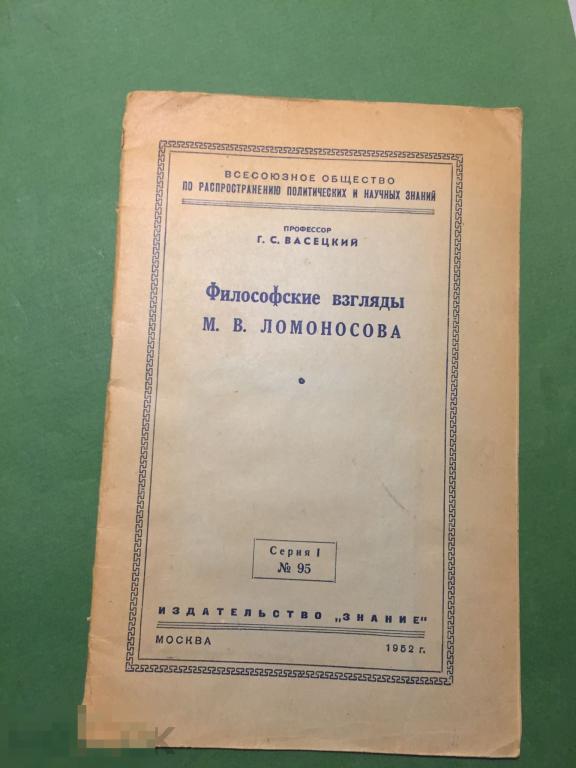 ВСЕСОЮЗНОЕ ОБЩЕСТВО
ПО РАСПРОСТРАНЕНИЮ ПОЛИТИЧЕСКИХ И НАУЧНЫХ ЗНАНИЙ
ПРОФЕССОР
Г. С. ВАСЕЦКИЙ
Философские взгляды
М. В. ЛОМОНОСОВА
Серия I
№ 95
ИЗДАТЕЛЬСТВО „ЗНАНИЕ"
МОСКВА 1952 г.